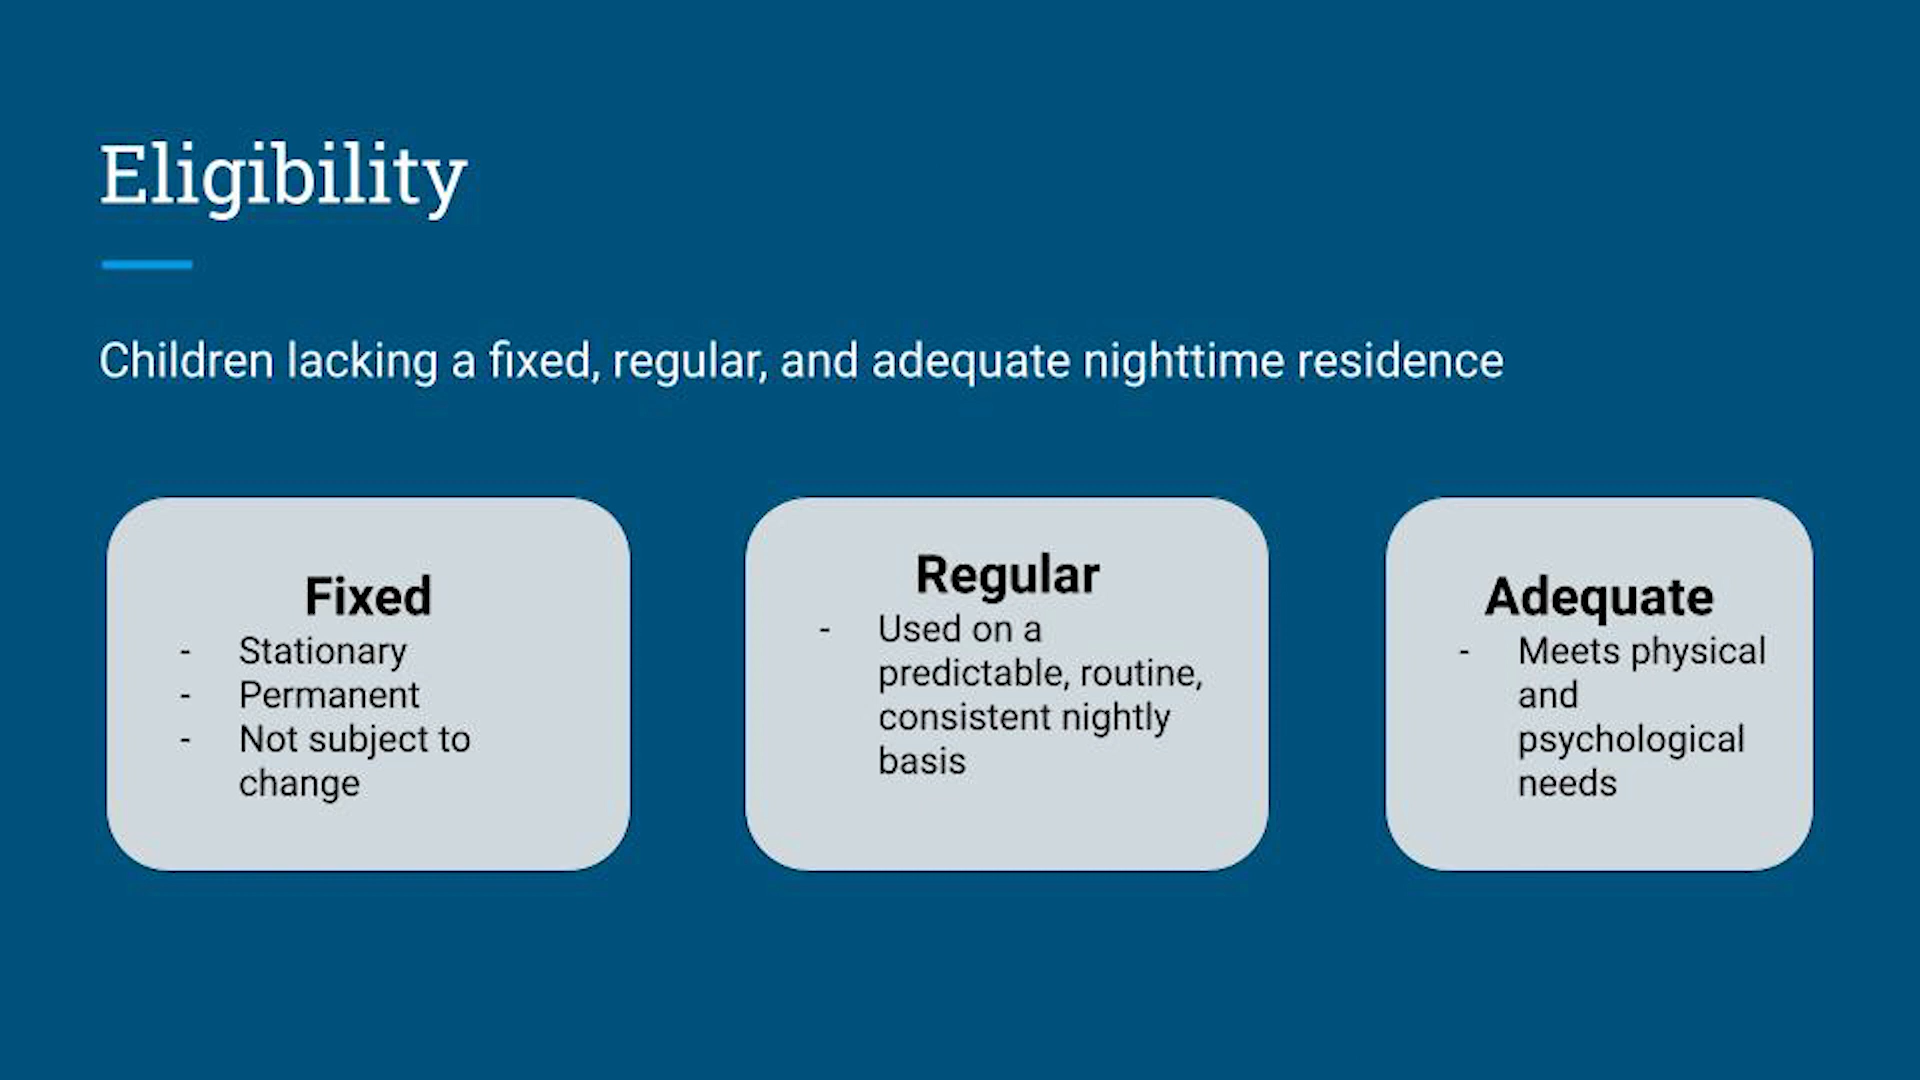 Eligibility
Children lacking a fixed, regular, and adequate nighttime residence
Fixed
- Stationary
- Permanent
- Not subject to
change
Regular
- Used on a
predictable, routine,
consistent nightly
basis
Adequate
- Meets physical
and
psychological
needs